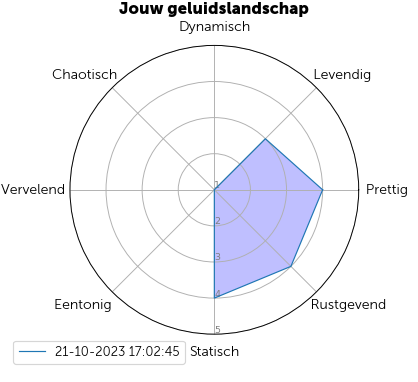 Jouw geluidslandschap
Dynamisch
Chaotisch
Levendig
Vervelend
1
Prettig
2
3
4
Eentonig
Rustgevend
5
21-10-2023 17:02:45
Statisch